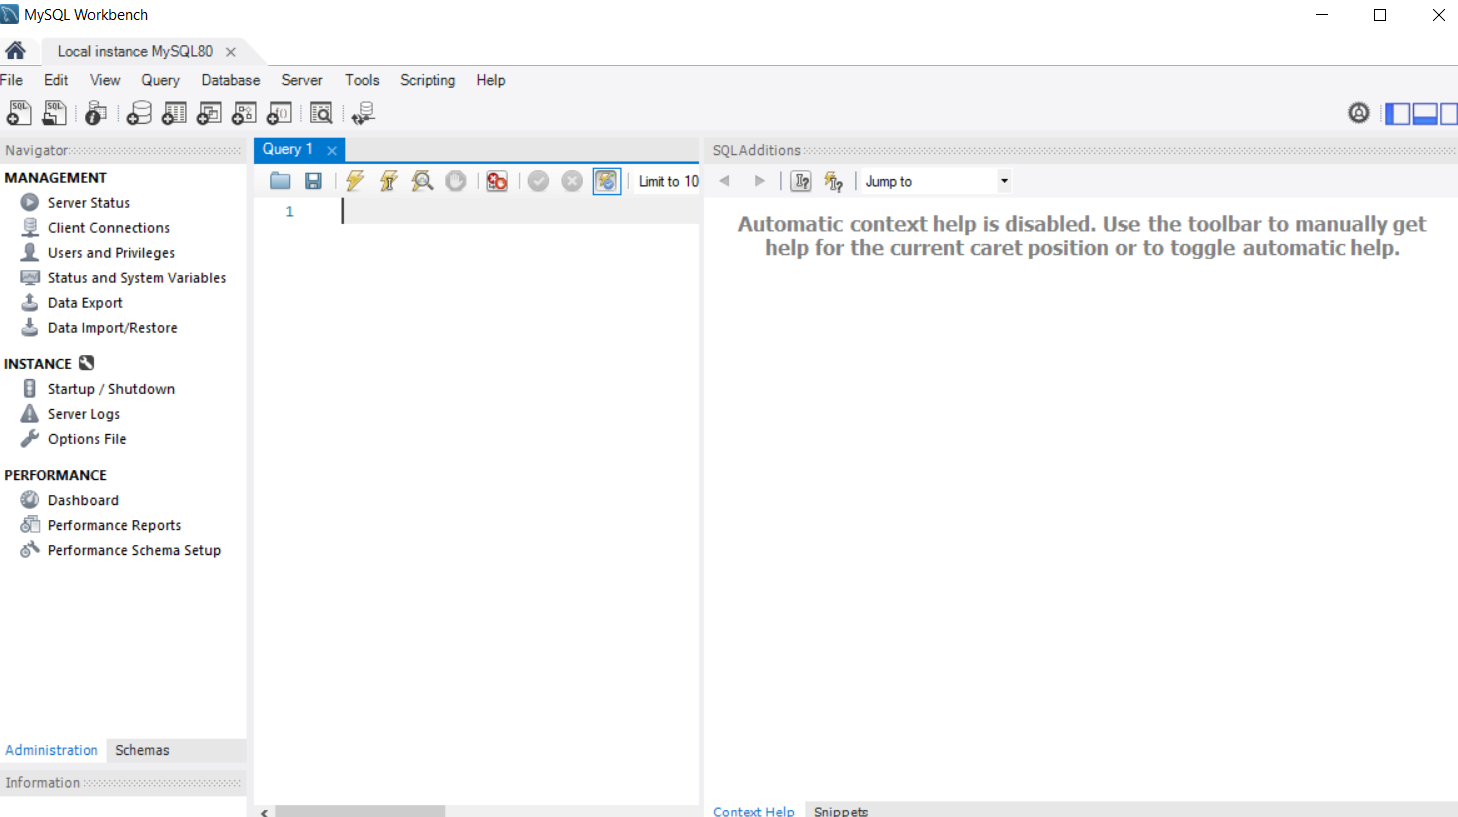 MySQL Workbench
Local instance MySQL80
File Edit View Query Database Server Tools Scripting Help
Navigator
MANAGEMENT
Server Status
Client Connections
Users and Privileges
Status and System Variables
Data Export
Data Import/Restore
INSTANCE
Startup / Shutdown
Server Logs
Options File
PERFORMANCE
Dashboard
Performance Reports
Performance Schema Setup
Administration Schemas
Information
Query 1
Limit to 10
1
SQLAdditions
Jump to
Automatic context help is disabled. Use the toolbar to manually get
help for the current caret position or to toggle automatic help.
Context Help Snippets